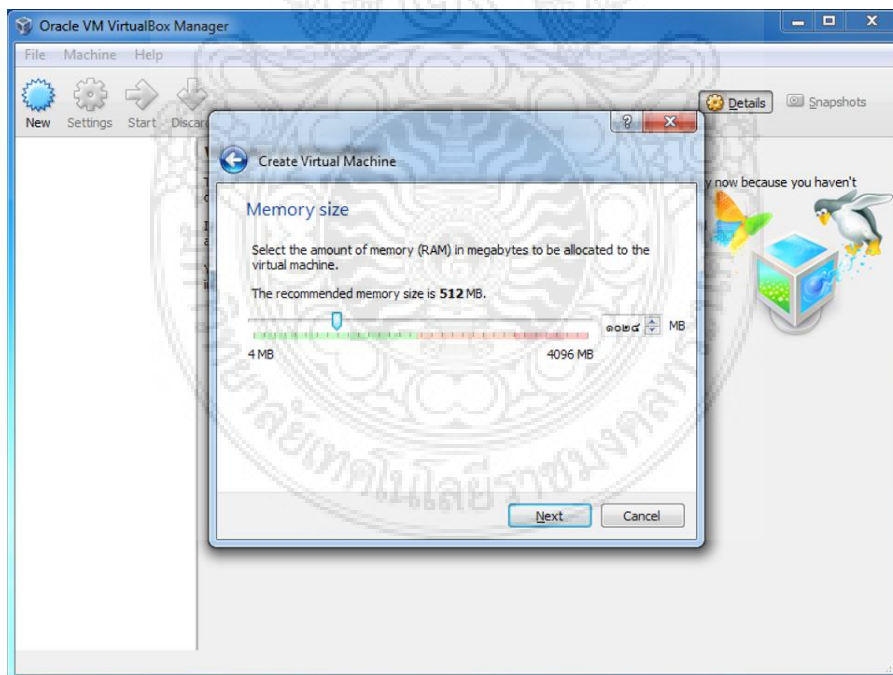 Oracle VM VirtualBox Manager
File Machine Help
New Settings Start Discar
Details Snapshots
Create Virtual Machine
y now because you haven't
Memory size
Select the amount of memory (RAM) in megabytes to be allocated to the
virtual machine.
The recommended memory size is 512 MB.
๑๐๒๔ MB
4 MB 4096 MB
Next Cancel